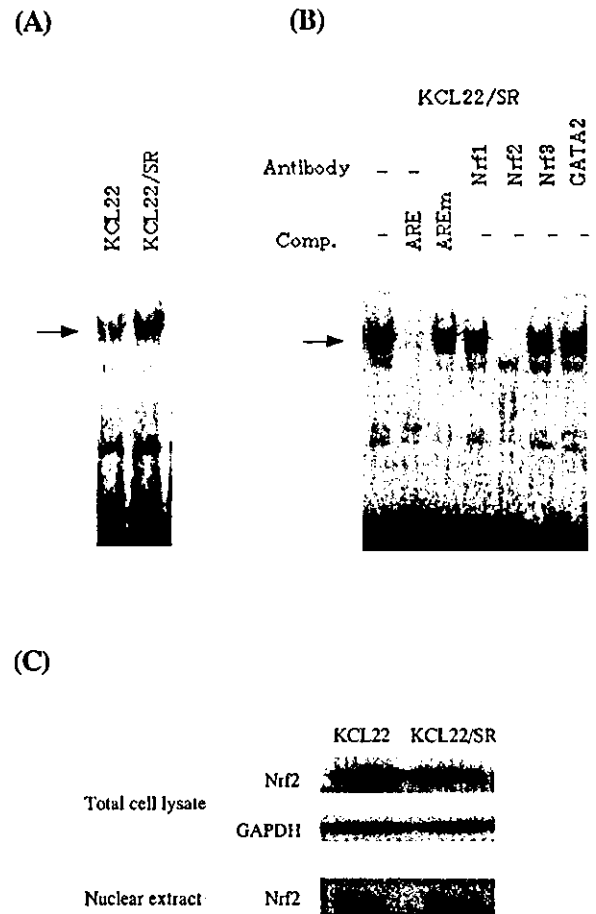 (A)
KCL22
KCL22/SR
(B)
KCL22/SR
Antibody - - Nrf1 Nrf2 Nrf3 GATA2
Comp. - ARE AREm - - - -
(C)
KCL22 KCL22/SR
Total cell lysate
Nrf2
GAPDH
Nuclear extract Nrf2